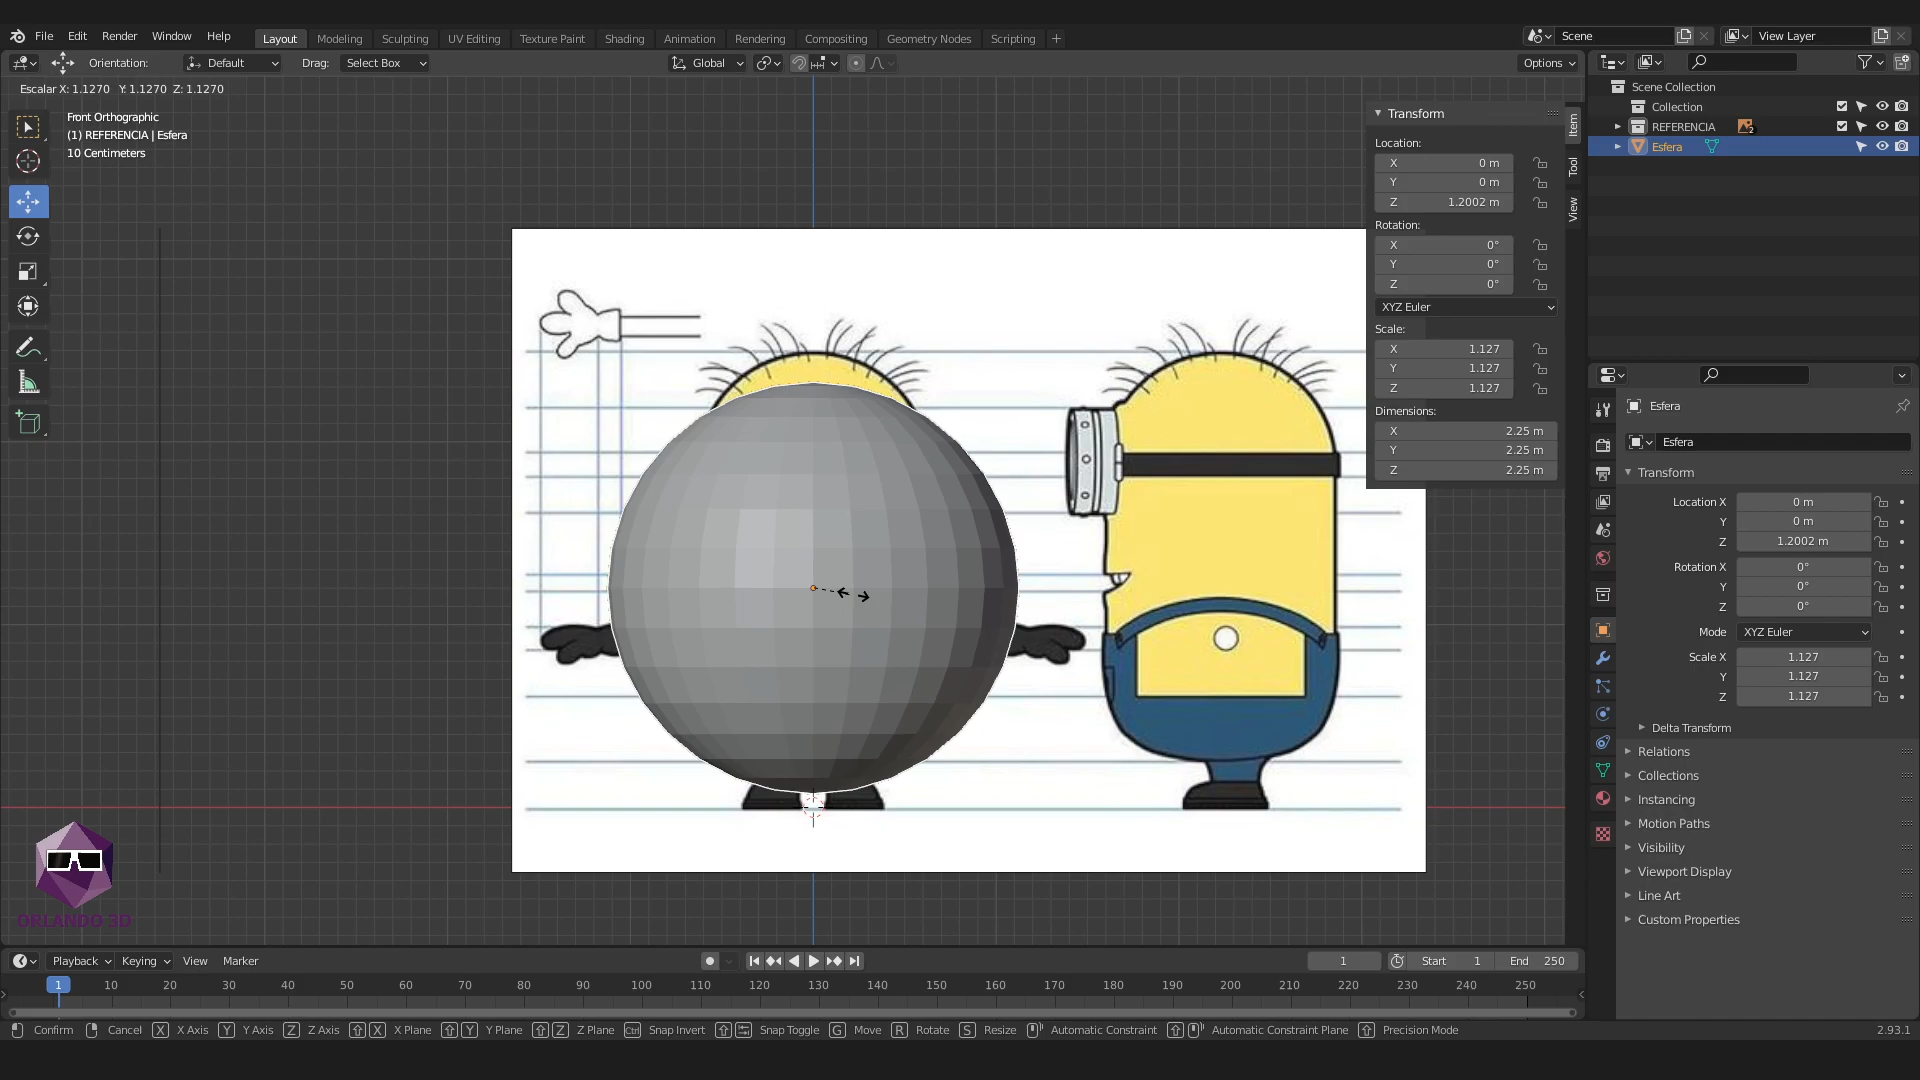 File Edit Render Window Help Layout Modeling Sculpting UV Editing Texture Paint Shading Animation Rendering Compositing Geometry Nodes Scripting + Scene View Layer
Orientation: Default Drag: Select Box Global Options
Escalar X: 1.1270 Y: 1.1270 Z: 1.1270
Front Orthographic
(1) REFERENCIA | Esfera
10 Centimeters
Transform
Location:
X 0 m
Y 0 m
Z 1.2002 m
Rotation:
X 0°
Y 0°
Z 0°
XYZ Euler
Scale:
X 1.127
Y 1.127
Z 1.127
Dimensions:
X 2.25 m
Y 2.25 m
Z 2.25 m
Item
Tool
View
Scene Collection
Collection
REFERENCIA 2
Esfera
Esfera
Esfera
Transform
Location X 0 m
Y 0 m
Z 1.2002 m
Rotation X 0°
Y 0°
Z 0°
Mode XYZ Euler
Scale X 1.127
Y 1.127
Z 1.127
Delta Transform
Relations
Collections
Instancing
Motion Paths
Visibility
Viewport Display
Line Art
Custom Properties
ORLANDO 3D
Playback Keying View Marker 1 Start 1 End 250
1 10 20 30 40 50 60 70 80 90 100 110 120 130 140 150 160 170 180 190 200 210 220 230 240 250
Confirm Cancel X X Axis Y Y Axis Z Z Axis X X Plane Y Y Plane Z Z Plane Ctrl Snap Invert Snap Toggle G Move R Rotate S Resize Automatic Constraint Automatic Constraint Plane Precision Mode 2.93.1